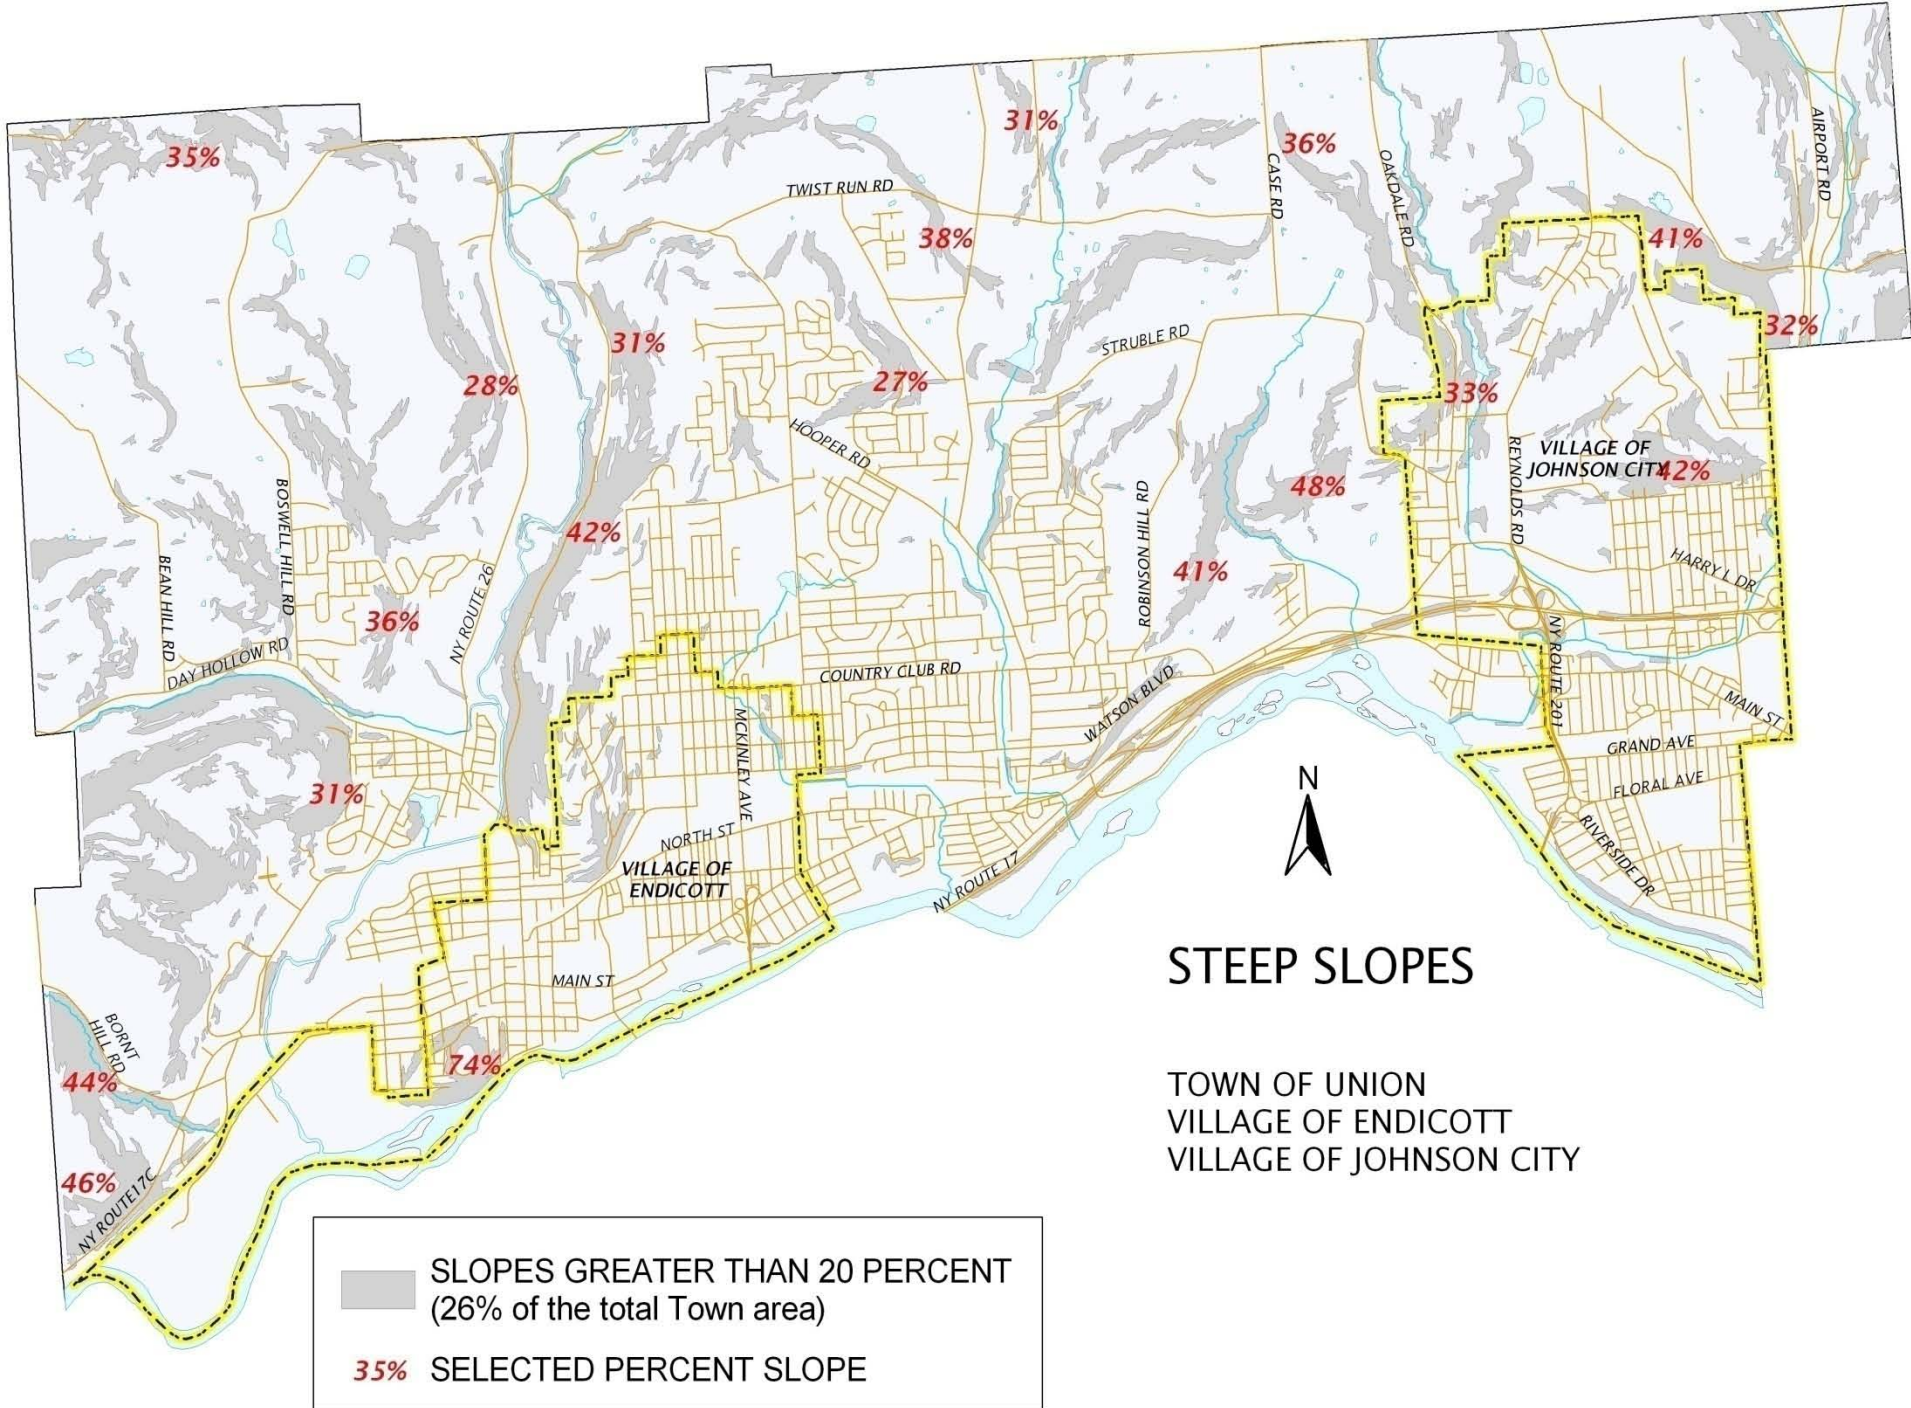 35%
31%
36%
TWIST RUN RD
CASE RD
OAKDALE RD
AIRPORT RD
38%
41%
31%
28%
27%
STRUBLE RD
32%
33%
HOOPER RD
VILLAGE OF
JOHNSON CITY
42%
48%
REYNOLDS RD
BOSWELL HILL RD
42%
ROBINSON HILL RD
41%
HARRY L DR
BEAN HILL RD
36%
NY ROUTE 26
DAY HOLLOW RD
COUNTRY CLUB RD
NY ROUTE 201
WATSON BLVD
MAIN ST
MCKINLEY AVE
GRAND AVE
FLORAL AVE
31%
N
NORTH ST
RIVERSIDE DR
VILLAGE OF
ENDICOTT
NY ROUTE 17
STEEP SLOPES
MAIN ST
BORNT
HILL RD
74%
44%
TOWN OF UNION
VILLAGE OF ENDICOTT
VILLAGE OF JOHNSON CITY
46%
NY ROUTE17C
SLOPES GREATER THAN 20 PERCENT
(26% of the total Town area)
35% SELECTED PERCENT SLOPE